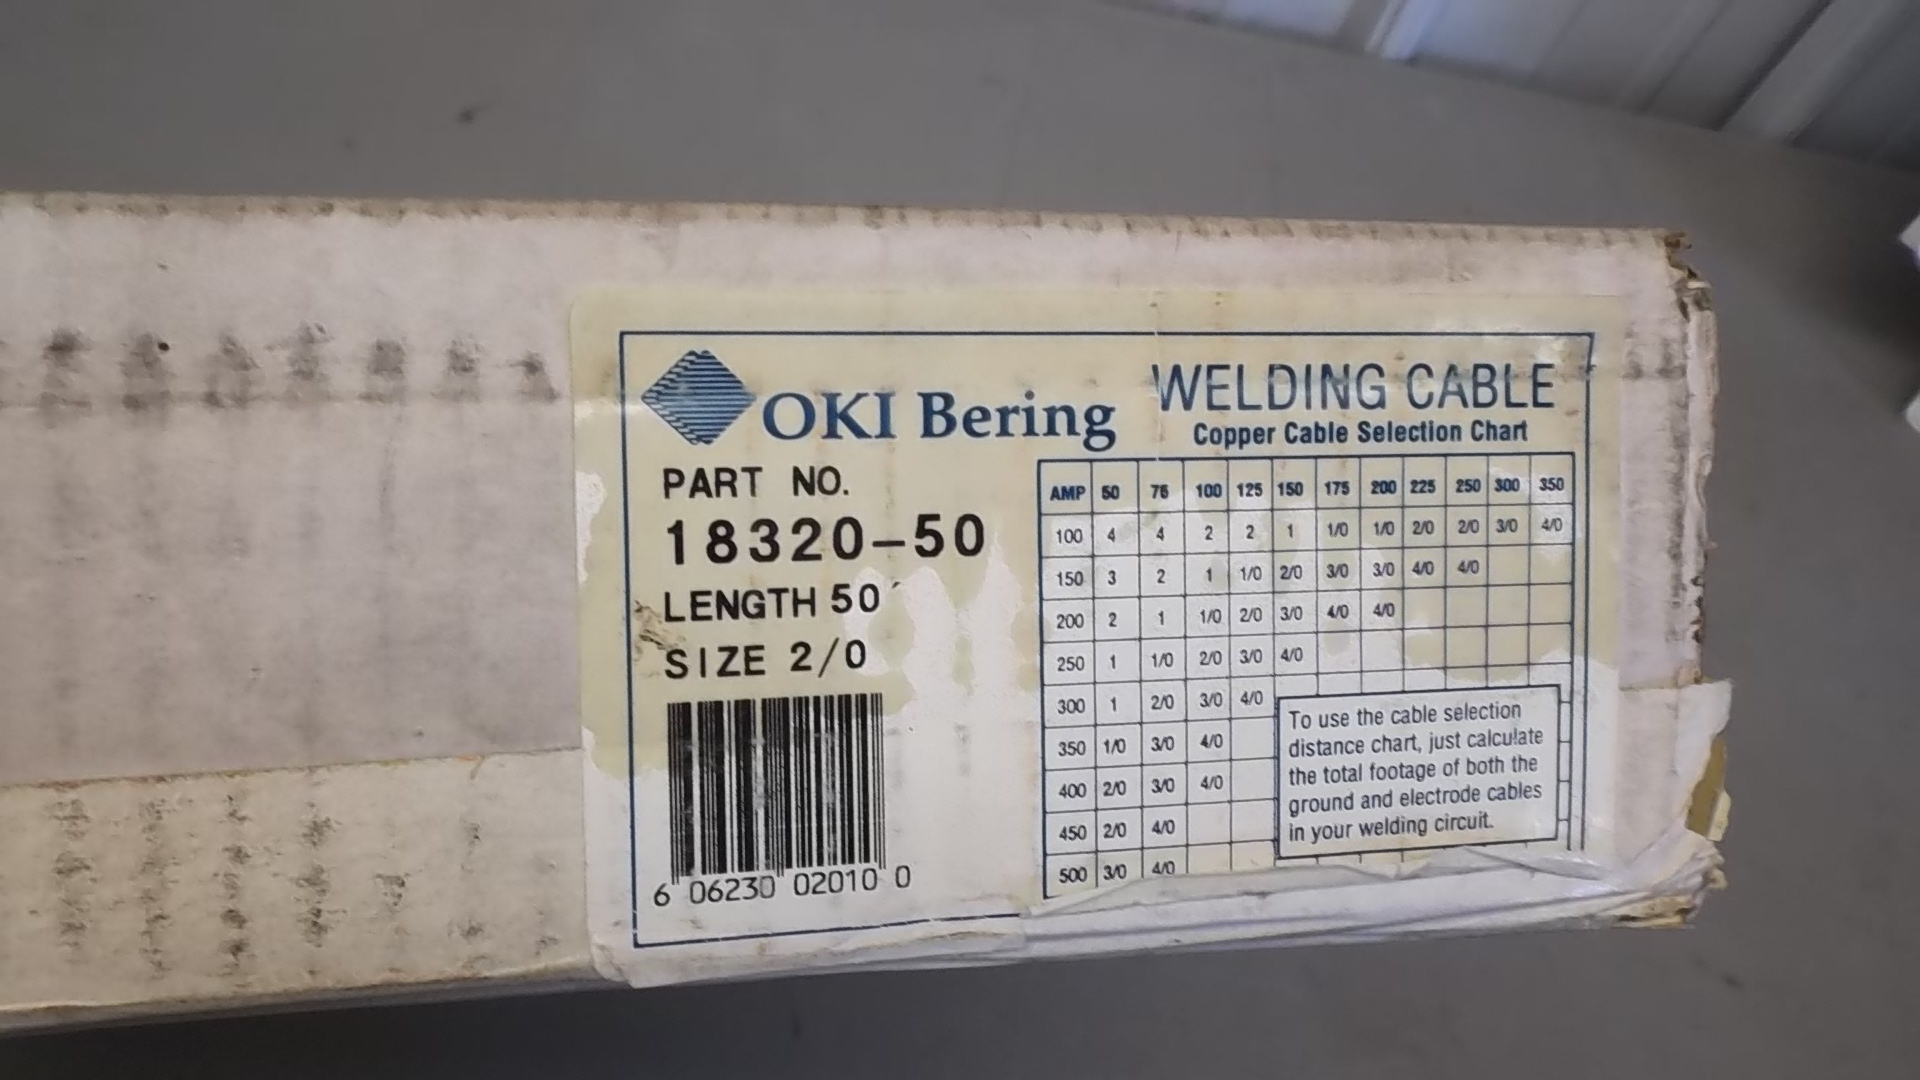 OKI Bering
PART NO.
18320-50
LENGTH 50´
SIZE 2/0
6 06230 02010 0
WELDING CABLE
Copper Cable Selection Chart
AMP 50 75 100 125 150 175 200 225 250 300 350
100 4 4 2 2 1 1/0 1/0 2/0 2/0 3/0 4/0
150 3 2 1 1/0 2/0 3/0 3/0 4/0 4/0
200 2 1 1/0 2/0 3/0 4/0 4/0
250 1 1/0 2/0 3/0 4/0
300 1 2/0 3/0 4/0
350 1/0 3/0 4/0
400 2/0 3/0 4/0
450 2/0 4/0
500 3/0 4/0
To use the cable selection
distance chart, just calculate
the total footage of both the
ground and electrode cables
in your welding circuit.